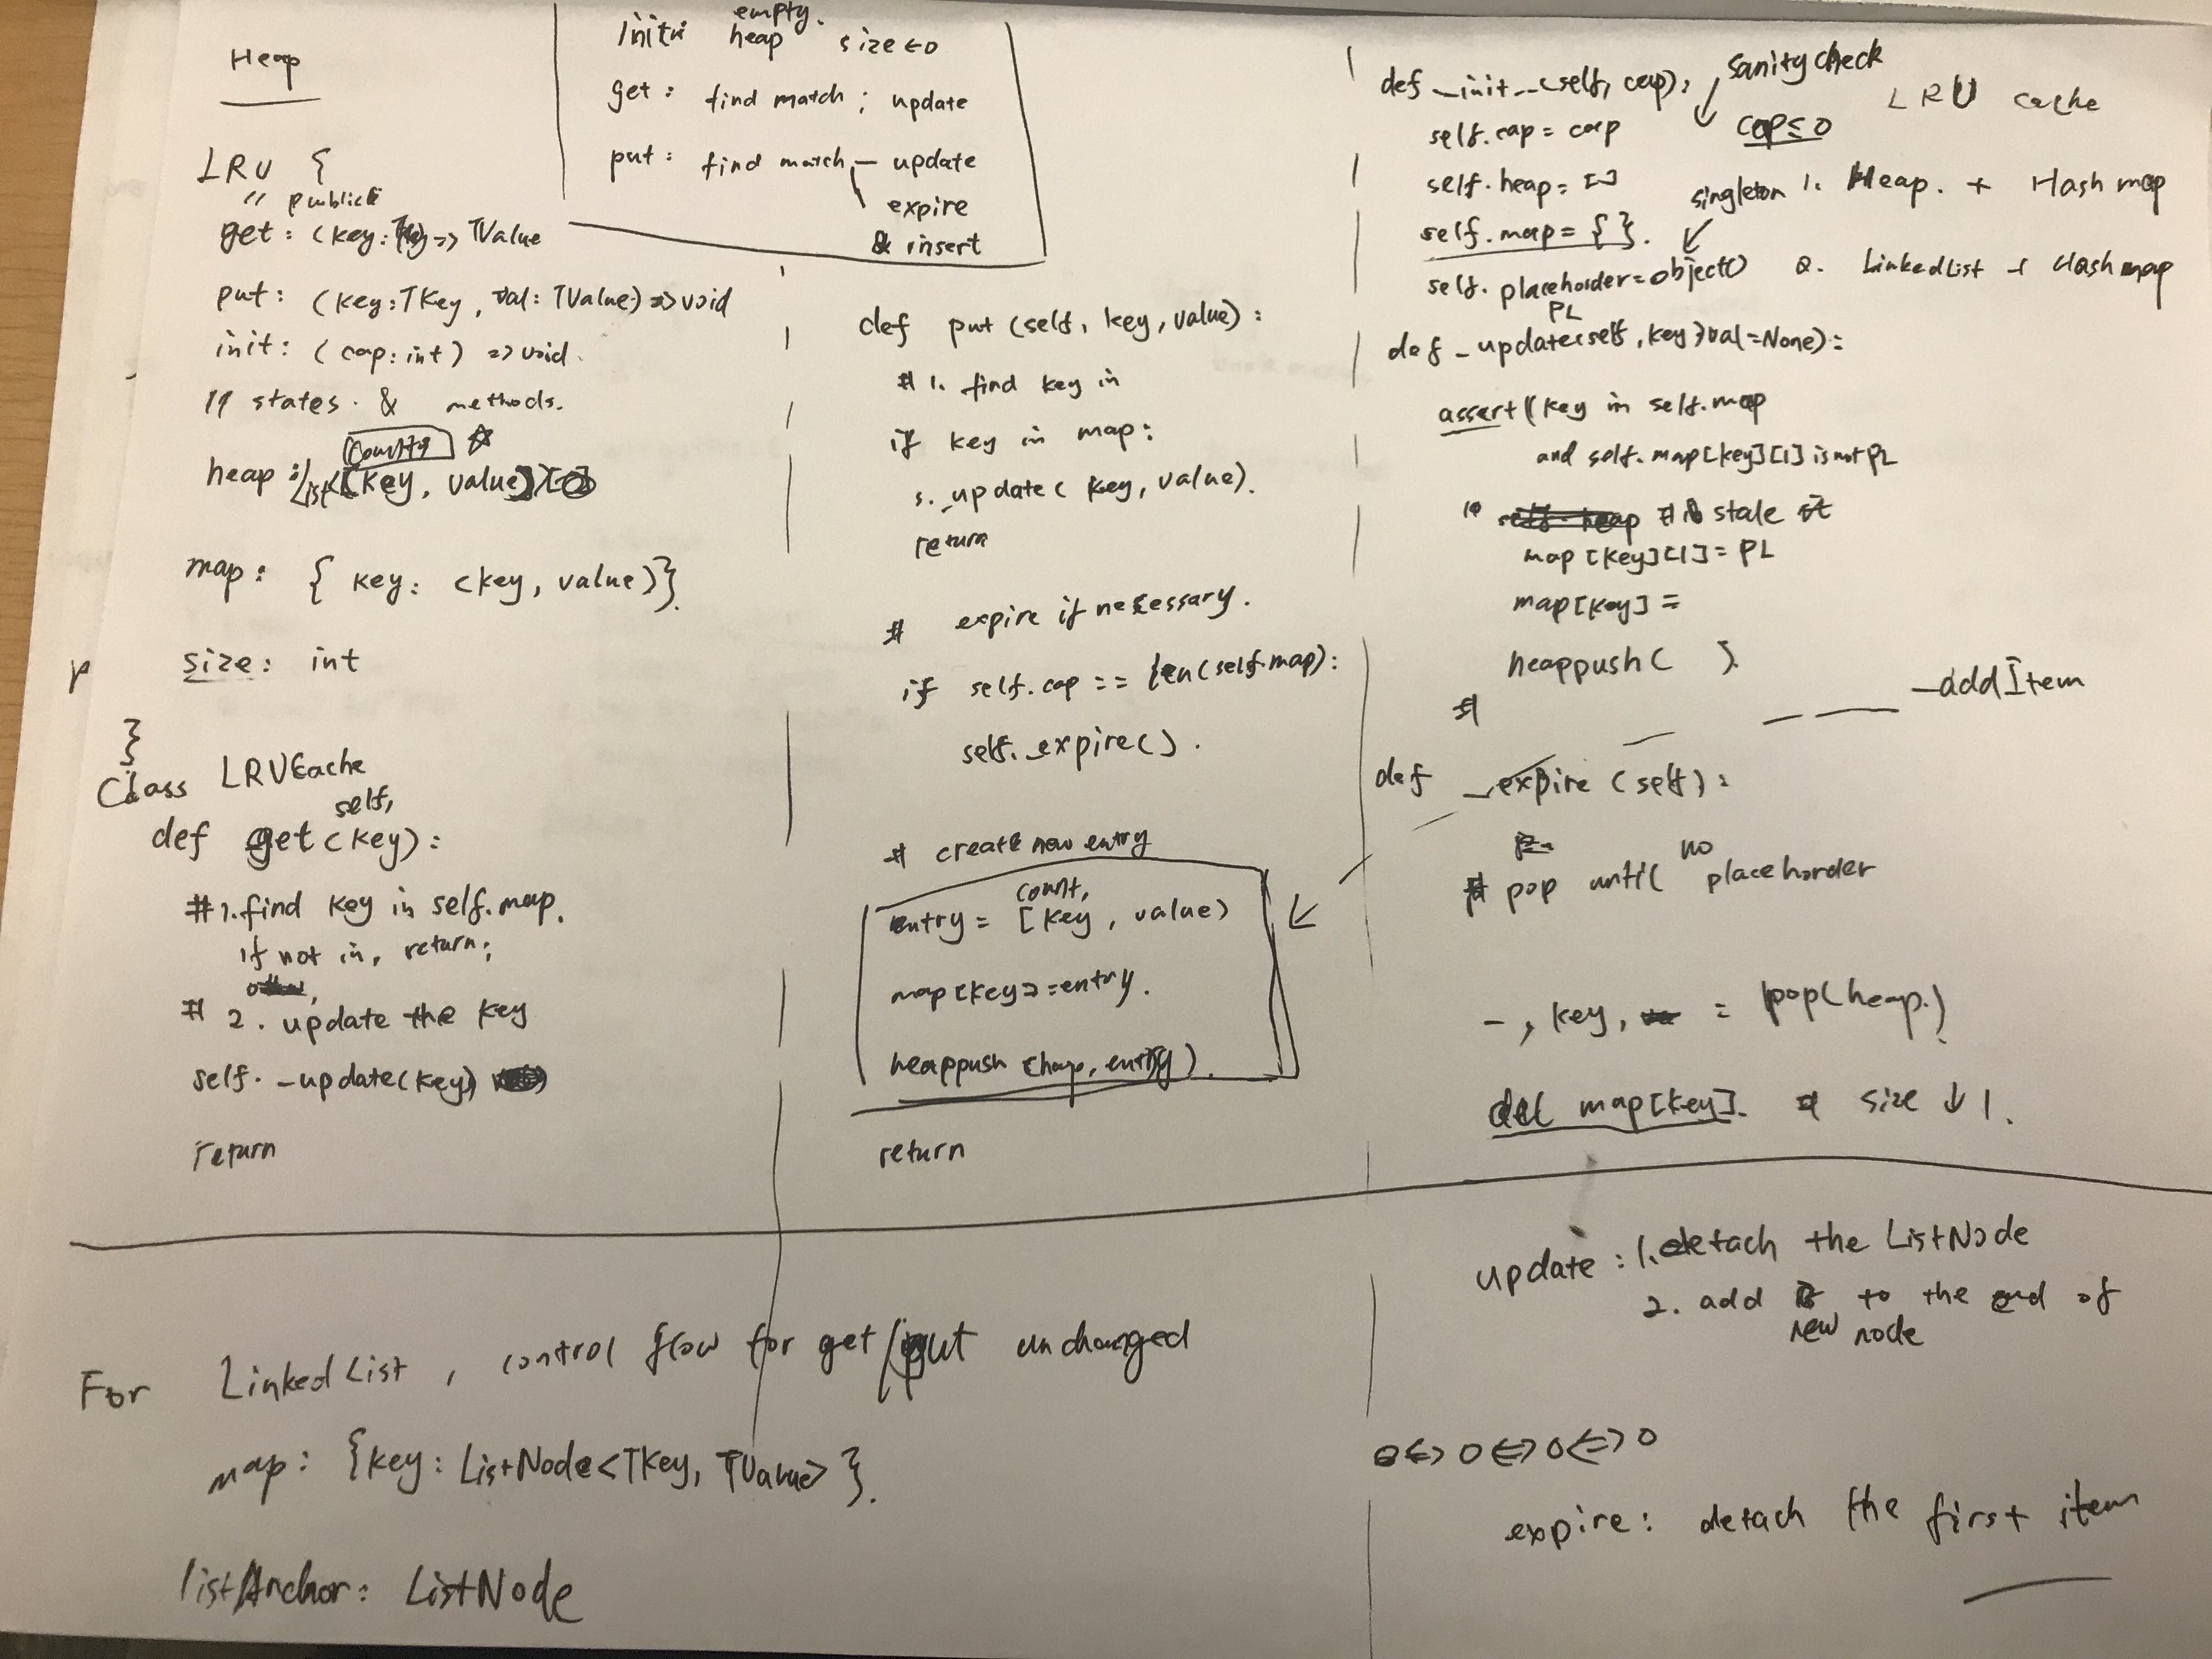 Heap
LRU {
// public
get: (key: TKey) => TValue
put: (key: TKey, val: TValue) => void
init: (cap: int) => void.
// states & methods.
count,
heap: List<[key, value]>
map: { key: (key, value)}.
size: int
}
Class LRUCache
self,
def get(key):
#1. find key in self.map.
if not in, return;
# 2. update the key
self._update(key)
return
empty.
init: heap size ← 0
get: find match; update
put: find match — update
expire
& insert
def put (self, key, value):
# 1. find key in
if key in map:
s._update( key, value).
return
# expire if necessary.
if self.cap == len(self.map):
self._expire().
# create new entry
count,
entry = [key, value)
map[key] = entry.
heappush (heap, entry).
return
def __init__(self, cap):
sanity check
cap ≤ 0
self.cap = cap
self.heap = []
self.map = { }.
singleton
self.placehorder = object()
PL
LRU cache
1. Heap. + Hash map
2. LinkedList + Hash map
def _update(self, key, val=None):
assert(key in self.map
and self.map[key][1] is not PL
# stale it
map [key][1] = PL
map[key] =
heappush( ).
#
_addItem
def _expire (self):
# pop until no placehorder
_, key, = pop(heap.)
del map[key]. # size ↓ 1.
For LinkedList, control flow for get/put unchanged
map: {key: ListNode<TKey, TValue> }.
listAnchor: ListNode
update: 1. detach the ListNode
2. add to the end of
new node
o<=> o<=> o<=> o
expire: detach the first item